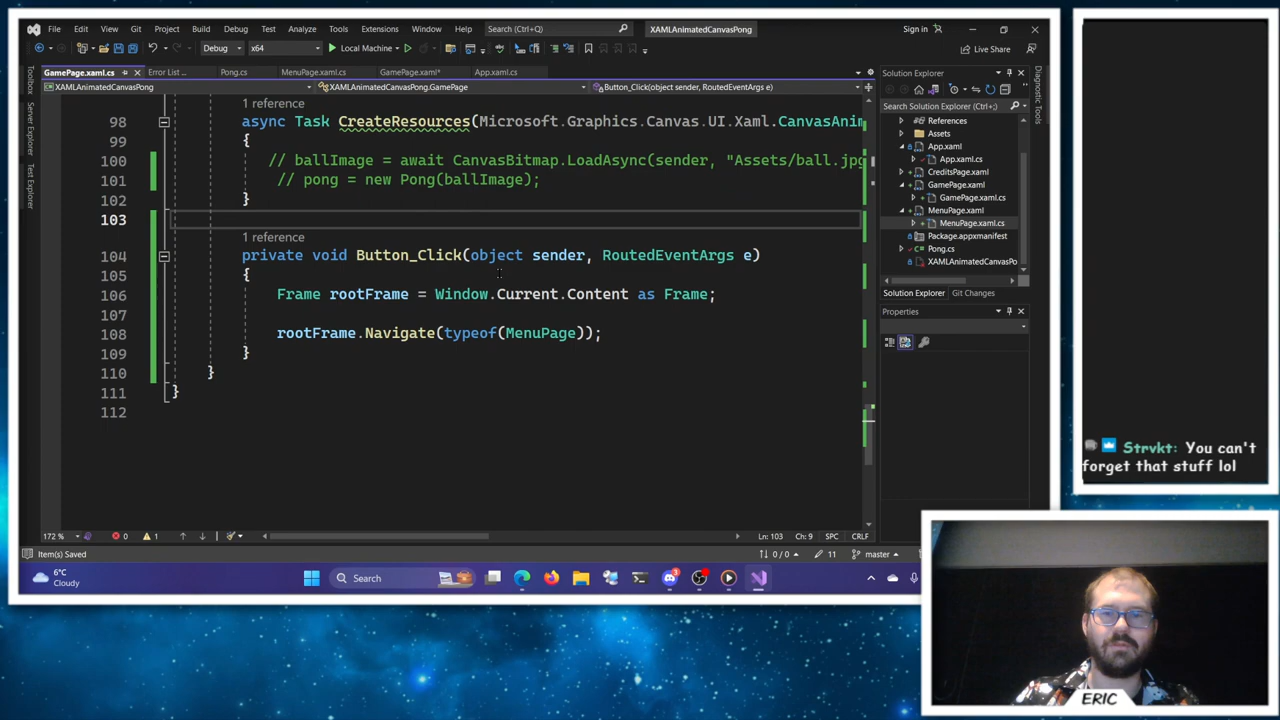 File Edit View Git Project Build Debug Test Analyze Tools Extensions Window Help Search (Ctrl+Q) XAMLAnimatedCanvasPong Sign in
Debug x64 Local Machine Live Share
GamePage.xaml.cs Error List ... Pong.cs MenuPage.xaml.cs GamePage.xaml* App.xaml.cs
XAMLAnimatedCanvasPong XAMLAnimatedCanvasPong.GamePage Button_Click(object sender, RoutedEventArgs e)
Toolbox
Server Explorer
Test Explorer
1 reference
98 async Task CreateResources(Microsoft.Graphics.Canvas.UI.Xaml.CanvasAnim
99 {
100 // ballImage = await CanvasBitmap.LoadAsync(sender, "Assets/ball.jpg
101 // pong = new Pong(ballImage);
102 }
103
1 reference
104 private void Button_Click(object sender, RoutedEventArgs e)
105 {
106 Frame rootFrame = Window.Current.Content as Frame;
107
108 rootFrame.Navigate(typeof(MenuPage));
109 }
110 }
111 }
112
172 % 0 1 Ln: 103 Ch: 9 SPC CRLF
Item(s) Saved 0 / 0 11 master
Solution Explorer
Search Solution Explorer (Ctrl+;)
References
Assets
App.xaml
App.xaml.cs
CreditsPage.xaml
GamePage.xaml
GamePage.xaml.cs
MenuPage.xaml
MenuPage.xaml.cs
Package.appxmanifest
Pong.cs
XAMLAnimatedCanvasPo
Solution Explorer Git Changes
Properties
Diagnostic Tools
6°C
Cloudy
Search
3
Strvkt: You can't
forget that stuff lol
ERIC